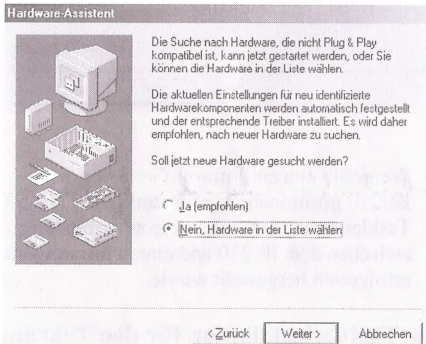 Hardware-Assistent
Die Suche nach Hardware, die nicht Plug & Play
kompatibel ist, kann jetzt gestartet werden, oder Sie
können die Hardware in der Liste wählen.
Die aktuellen Einstellungen für neu identifizierte
Hardwarekomponenten werden automatisch festgestellt
und der entsprechende Treiber installiert. Es wird daher
empfohlen, nach neuer Hardware zu suchen.
Soll jetzt neue Hardware gesucht werden?
Ja (empfohlen)
Nein, Hardware in der Liste wählen
< Zurück Weiter > Abbrechen